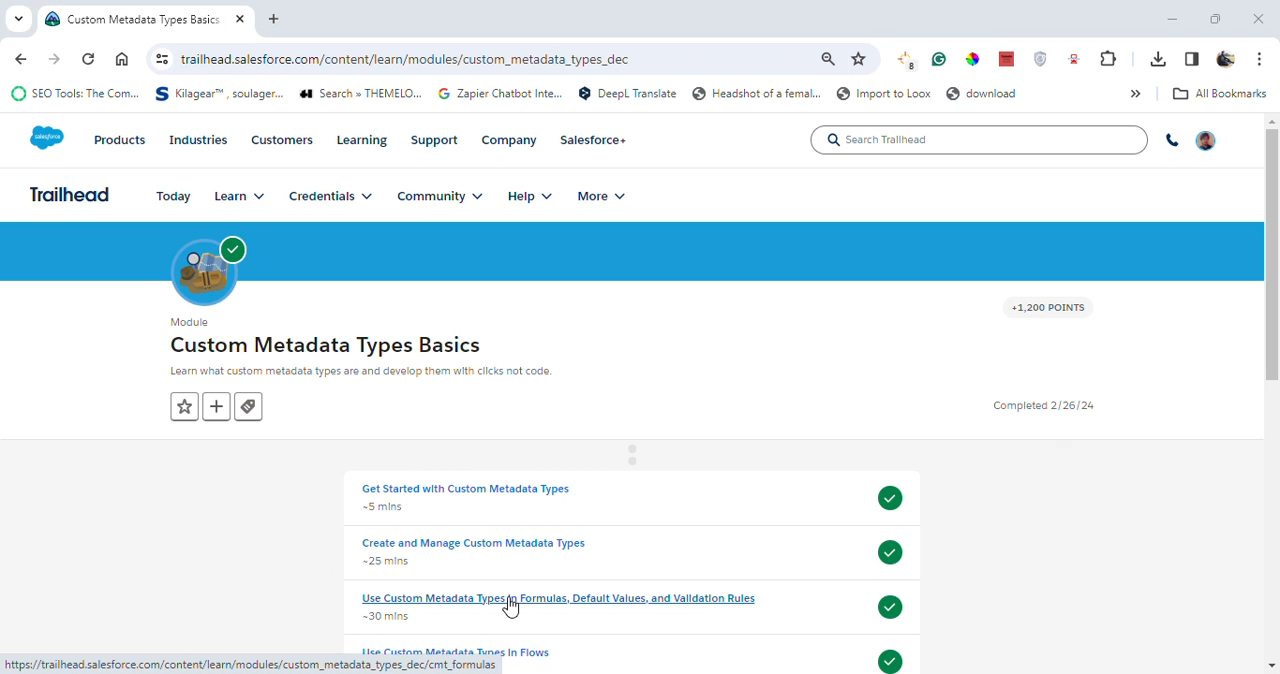 Custom Metadata Types Basics
trailhead.salesforce.com/content/learn/modules/custom_metadata_types_dec
8
SEO Tools: The Com... Kilagear™ , soulager... Search » THEMELO... Zapier Chatbot Inte... DeepL Translate Headshot of a femal... Import to Loox download » All Bookmarks
salesforce Products Industries Customers Learning Support Company Salesforce+ Search Trailhead
Trailhead Today Learn Credentials Community Help More
+1,200 POINTS
Module
Custom Metadata Types Basics
Learn what custom metadata types are and develop them with clicks not code.
Completed 2/26/24
Get Started with Custom Metadata Types
~5 mins
Create and Manage Custom Metadata Types
~25 mins
Use Custom Metadata Types in Formulas, Default Values, and Validation Rules
~30 mins
Use Custom Metadata Types in Flows
https://trailhead.salesforce.com/content/learn/modules/custom_metadata_types_dec/cmt_formulas